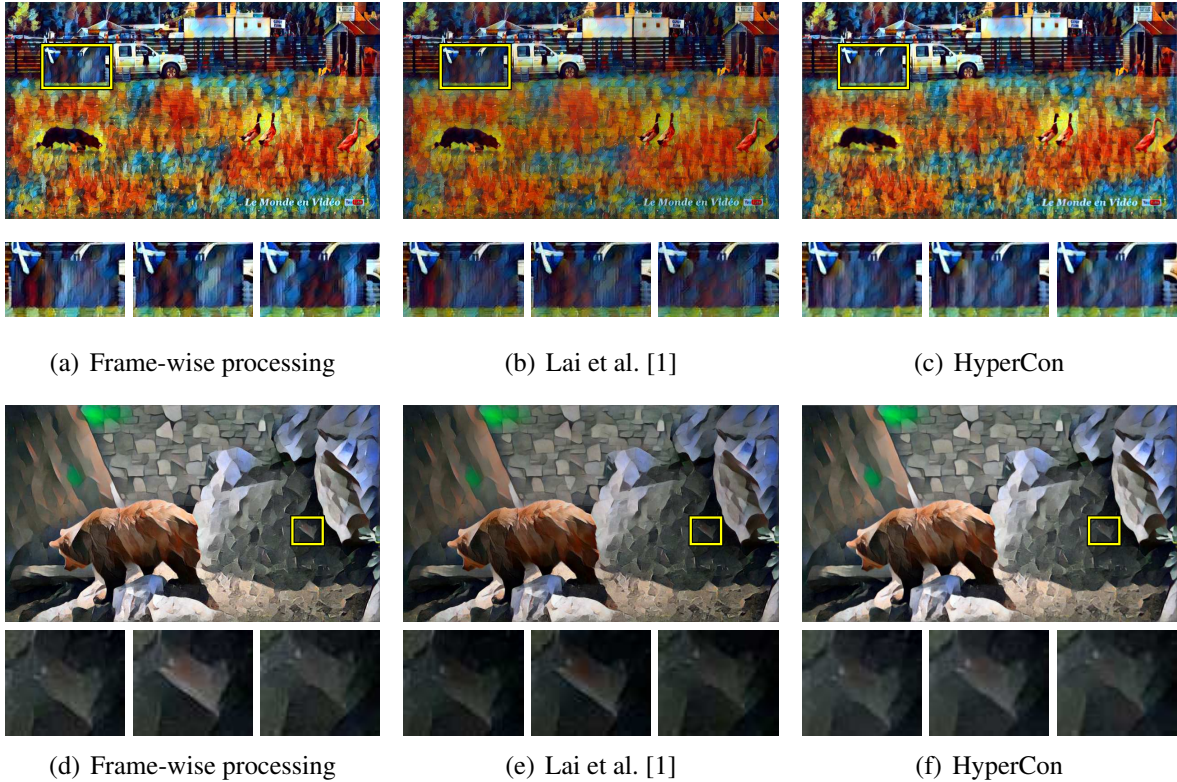 Le Monde en Vidéo
Le Monde en Vidéo
Le Monde en Vidéo
(a) Frame-wise processing
(b) Lai et al. [1]
(c) HyperCon
(d) Frame-wise processing
(e) Lai et al. [1]
(f) HyperCon